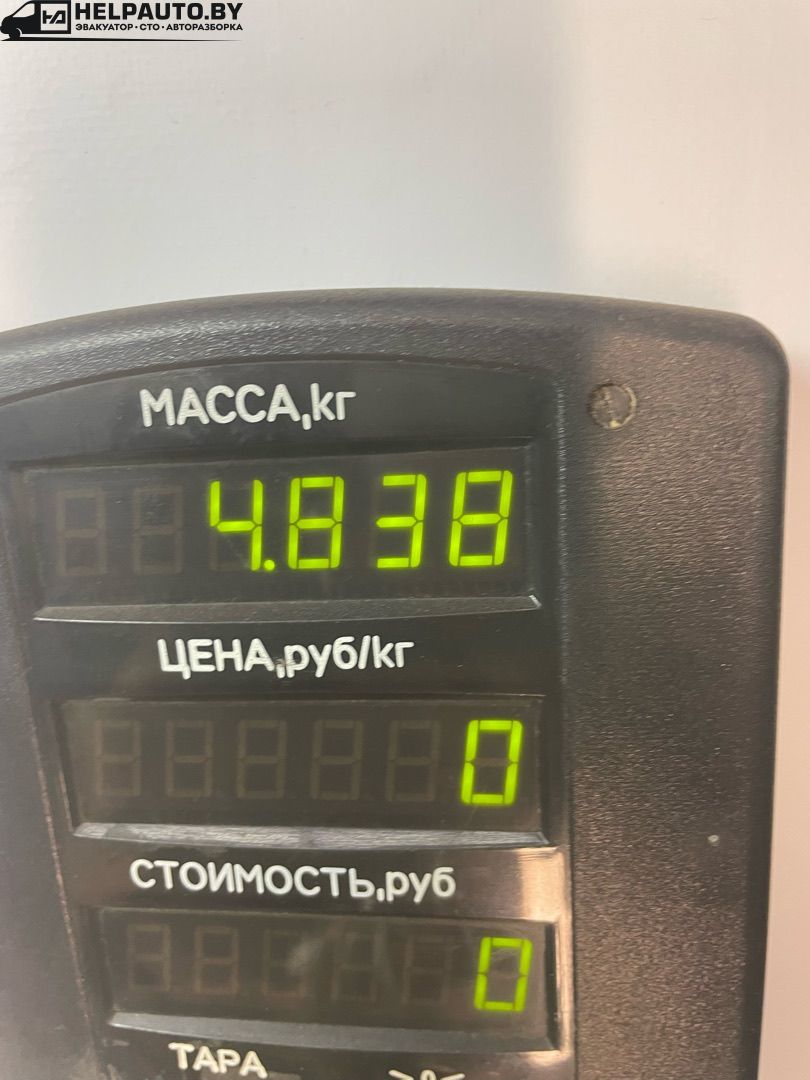 HELPAUTO.BY
ЭВАКУАТОР • СТО • АВТОРАЗБОРКА
МАССА,кг
4.838
ЦЕНА,руб/кг
0
СТОИМОСТЬ,руб
0
ТАРА